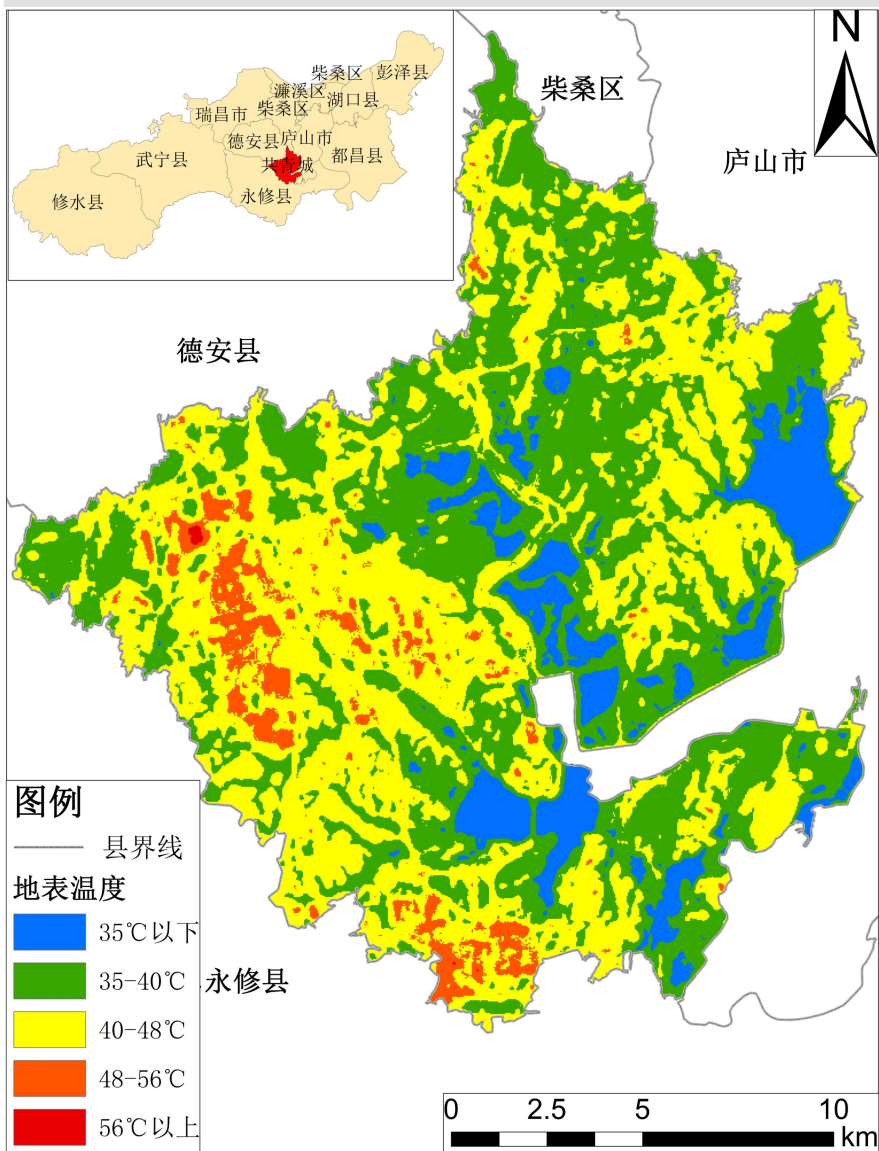 柴桑区
彭泽县
濂溪区
湖口县
柴桑区
瑞昌市
德安县
庐山市
都昌县
武宁县
共青城
永修县
修水县
N
柴桑区
庐山市
德安县
永修县
图例
县界线
地表温度
35℃以下
35-40℃
40-48℃
48-56℃
56℃以上
0 2.5 5 10
km